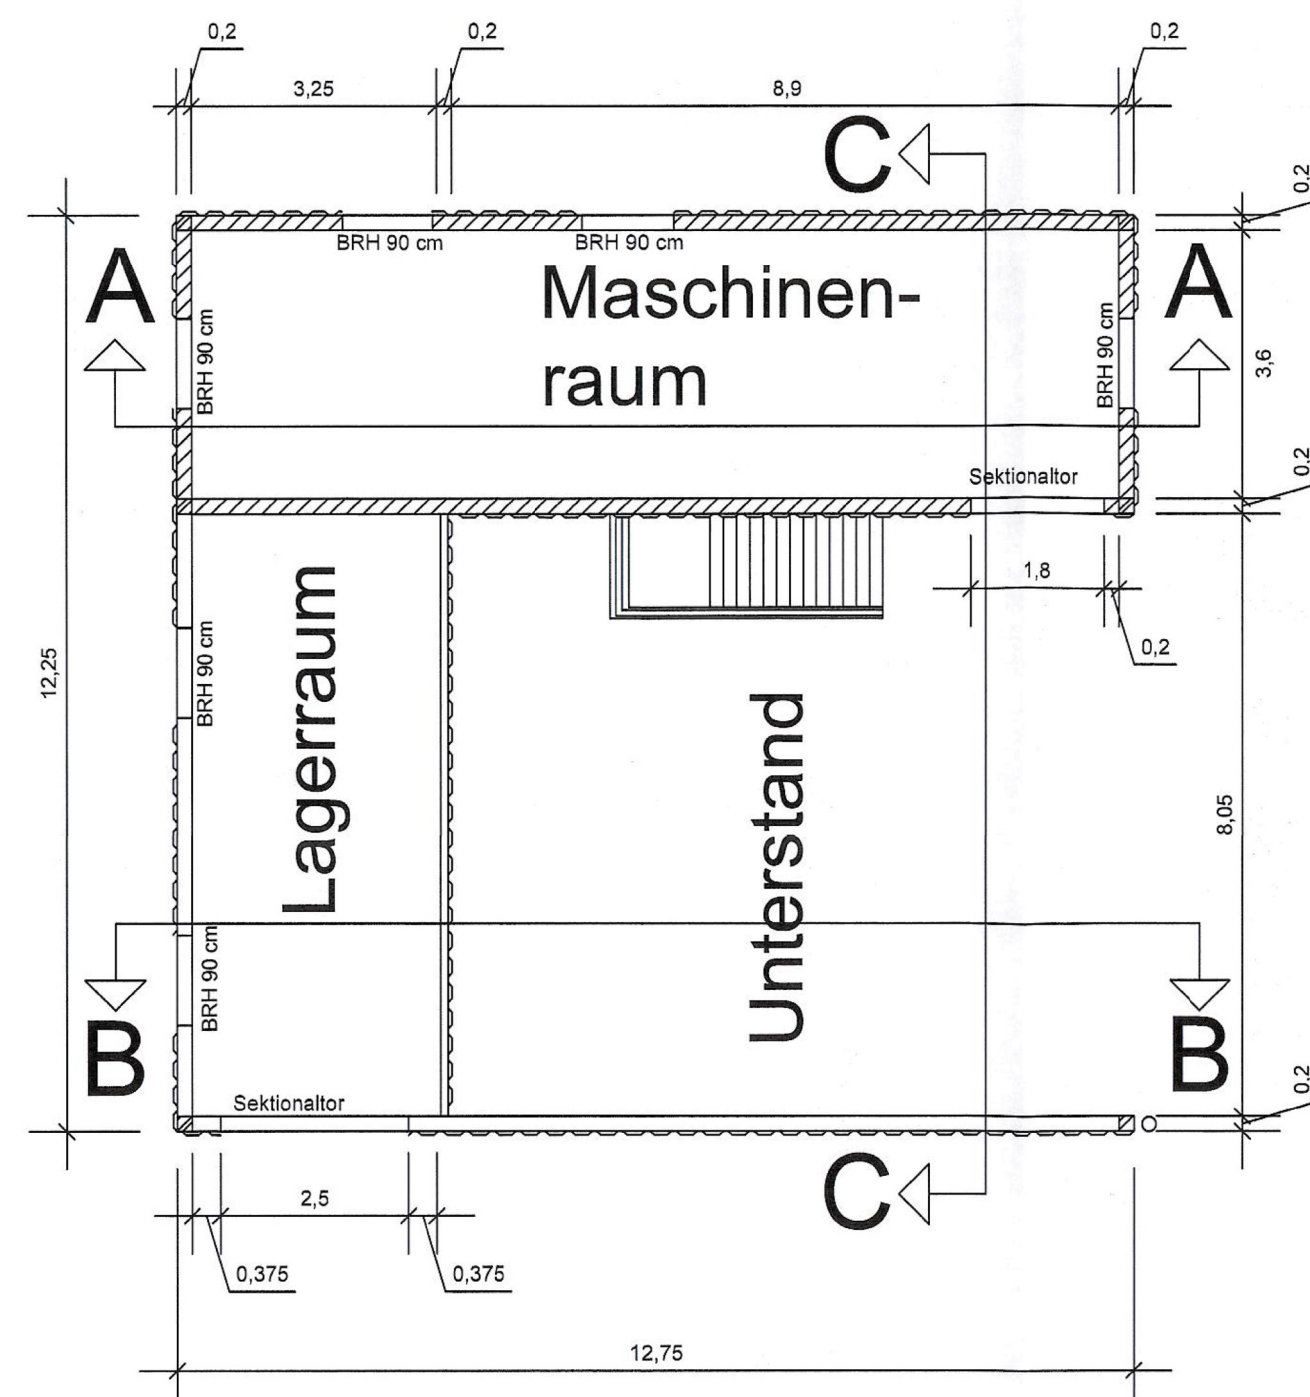 0,2
0,2
0,2
3,25
8,9
C
0,2
BRH 90 cm
BRH 90 cm
A
A
Maschinen-
raum
BRH 90 cm
BRH 90 cm
3,6
Sektionaltor
0,2
1,8
0,2
12,25
Lagerraum
BRH 90 cm
Unterstand
8,05
BRH 90 cm
B
B
Sektionaltor
0,2
C
2,5
0,375
0,375
12,75